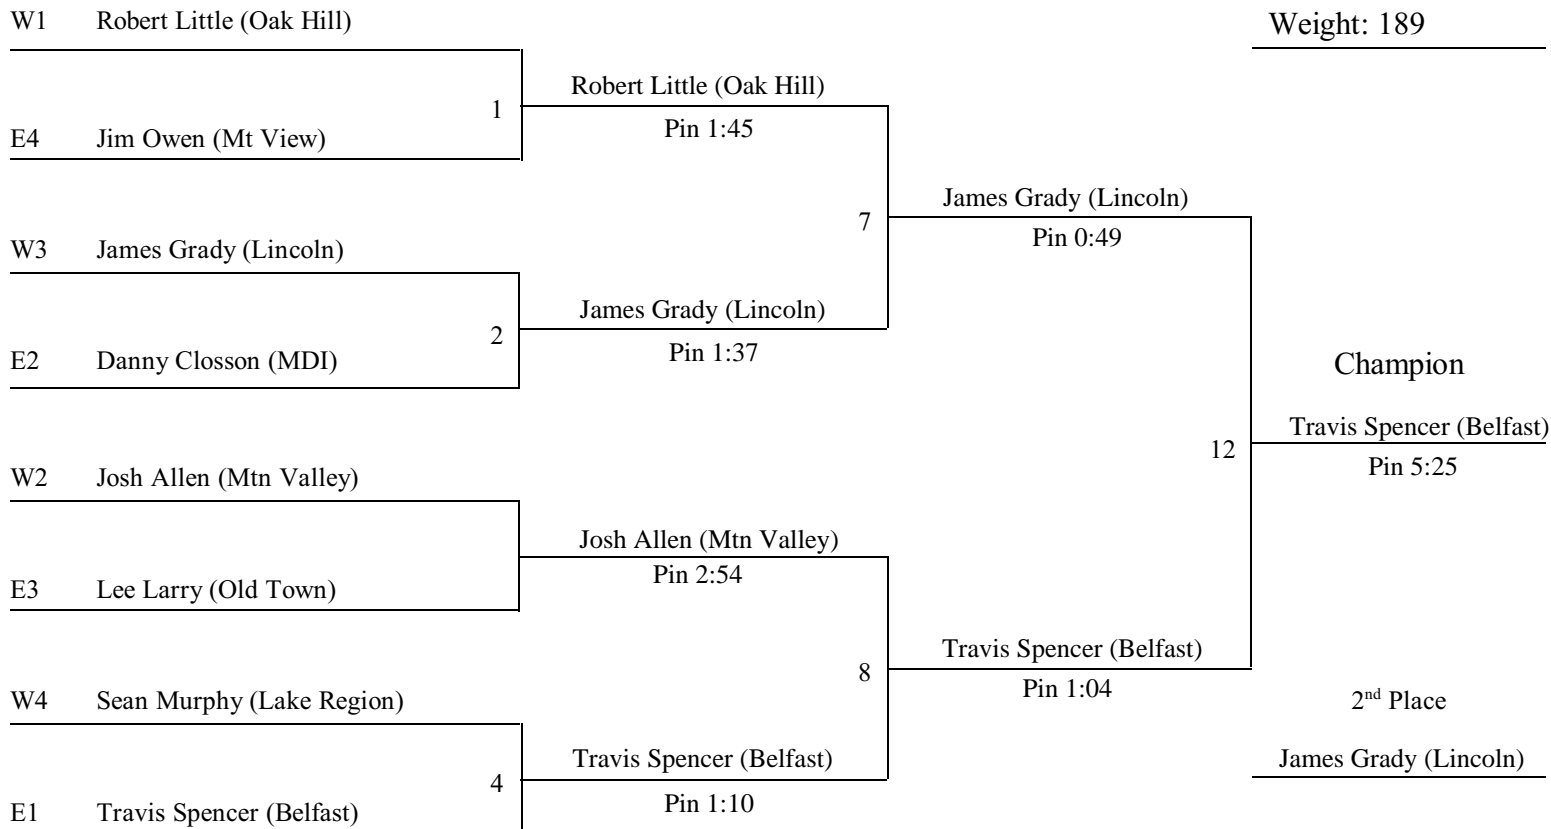 W1 Robert Little (Oak Hill)
Weight: 189
Robert Little (Oak Hill)
1
Pin 1:45
E4 Jim Owen (Mt View)
James Grady (Lincoln)
7
Pin 0:49
W3 James Grady (Lincoln)
James Grady (Lincoln)
2
Pin 1:37
E2 Danny Closson (MDI)
Champion
Travis Spencer (Belfast)
12
Pin 5:25
W2 Josh Allen (Mtn Valley)
Josh Allen (Mtn Valley)
Pin 2:54
E3 Lee Larry (Old Town)
Travis Spencer (Belfast)
8
Pin 1:04
W4 Sean Murphy (Lake Region)
2nd Place
Travis Spencer (Belfast)
James Grady (Lincoln)
4
Pin 1:10
E1 Travis Spencer (Belfast)